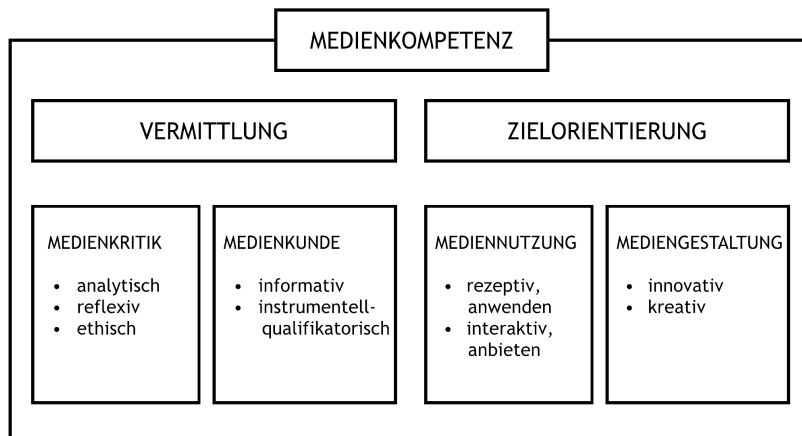 MEDIENKOMPETENZ
VERMITTLUNG
ZIELORIENTIERUNG
MEDIENKRITIK
• analytisch
• reflexiv
• ethisch
MEDIENKUNDE
• informativ
• instrumentell-
qualifikatorisch
MEDIENNUTZUNG
• rezeptiv,
anwenden
• interaktiv,
anbieten
MEDIENGESTALTUNG
• innovativ
• kreativ